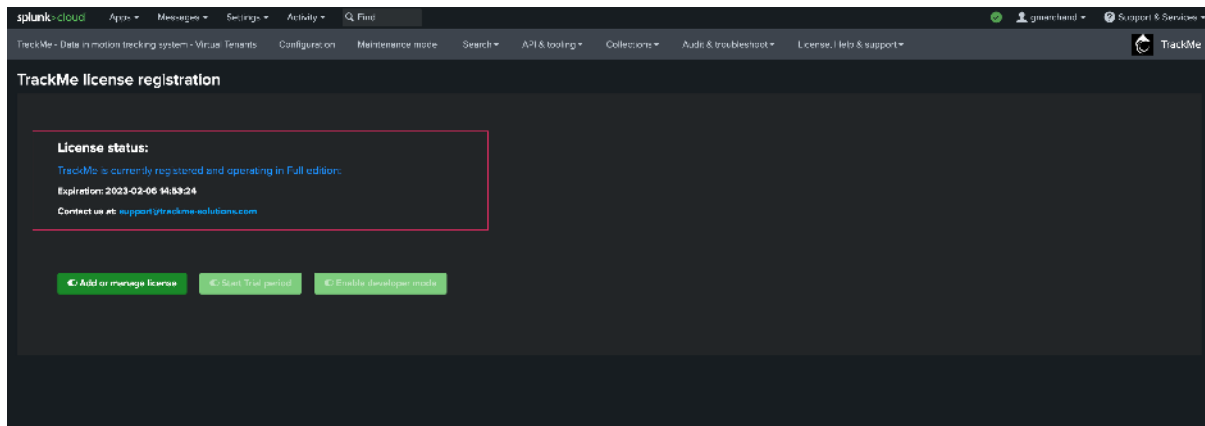 splunk>cloud Apps Messages Settings Activity Find gmarchand Support & Services
TrackMe - Data in motion tracking system - Virtual Tenants Configuration Maintenance mode Search API & tooling Collections Audit & troubleshoot License, Help & support TrackMe
TrackMe license registration
License status:
TrackMe is currently registered and operating in Full edition:
Expiration: 2023-02-06 14:53:24
Contact us at: support@trackme-solutions.com
Add or manage license Start Trial period Enable developer mode